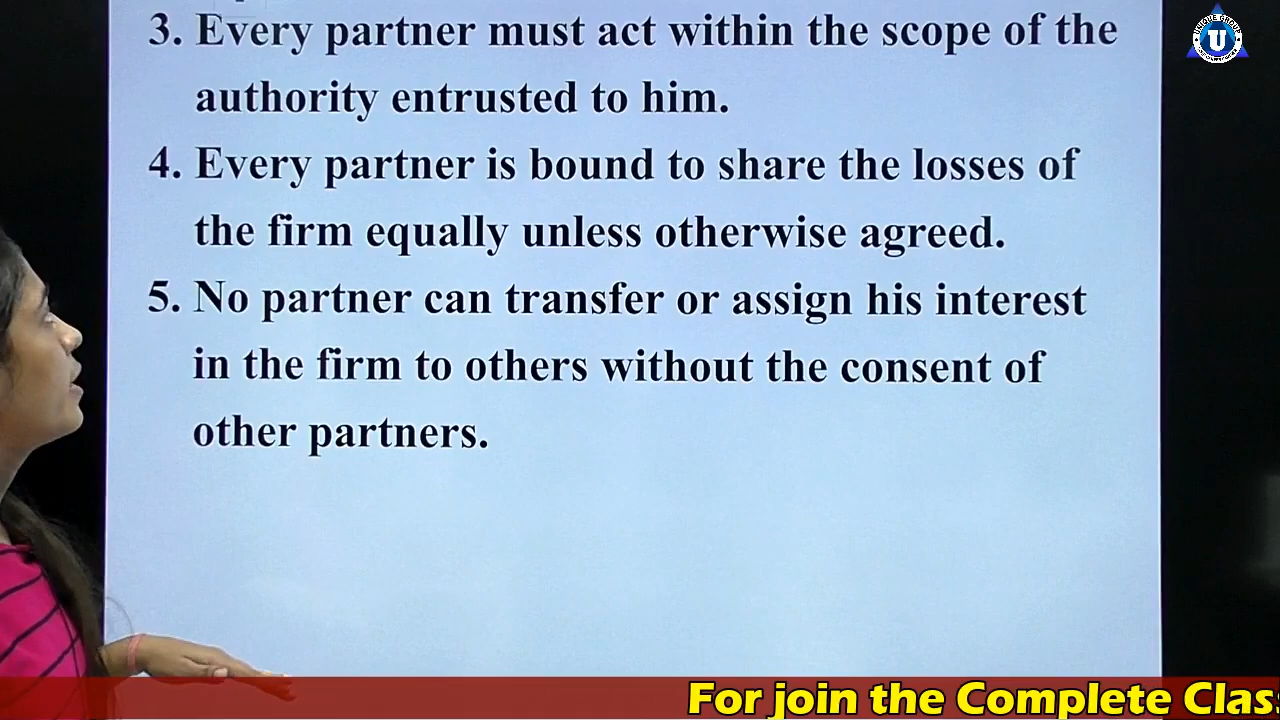 3. Every partner must act within the scope of the
authority entrusted to him.
4. Every partner is bound to share the losses of
the firm equally unless otherwise agreed.
5. No partner can transfer or assign his interest
in the firm to others without the consent of
other partners.
UNIQUE GROUP
U
For join the Complete Clas